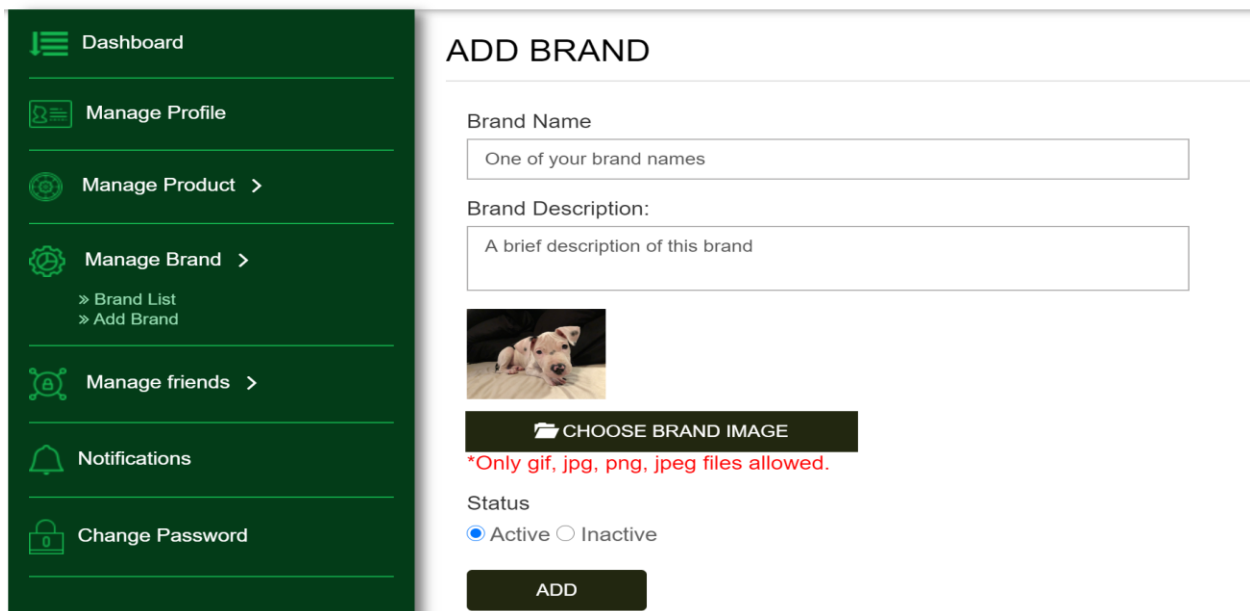 Dashboard
Manage Profile
Manage Product >
Manage Brand >
» Brand List
» Add Brand
Manage friends >
Notifications
0
Change Password
ADD BRAND
Brand Name
One of your brand names
Brand Description:
A brief description of this brand
CHOOSE BRAND IMAGE
*Only gif, jpg, png, jpeg files allowed.
Status
Active Inactive
ADD